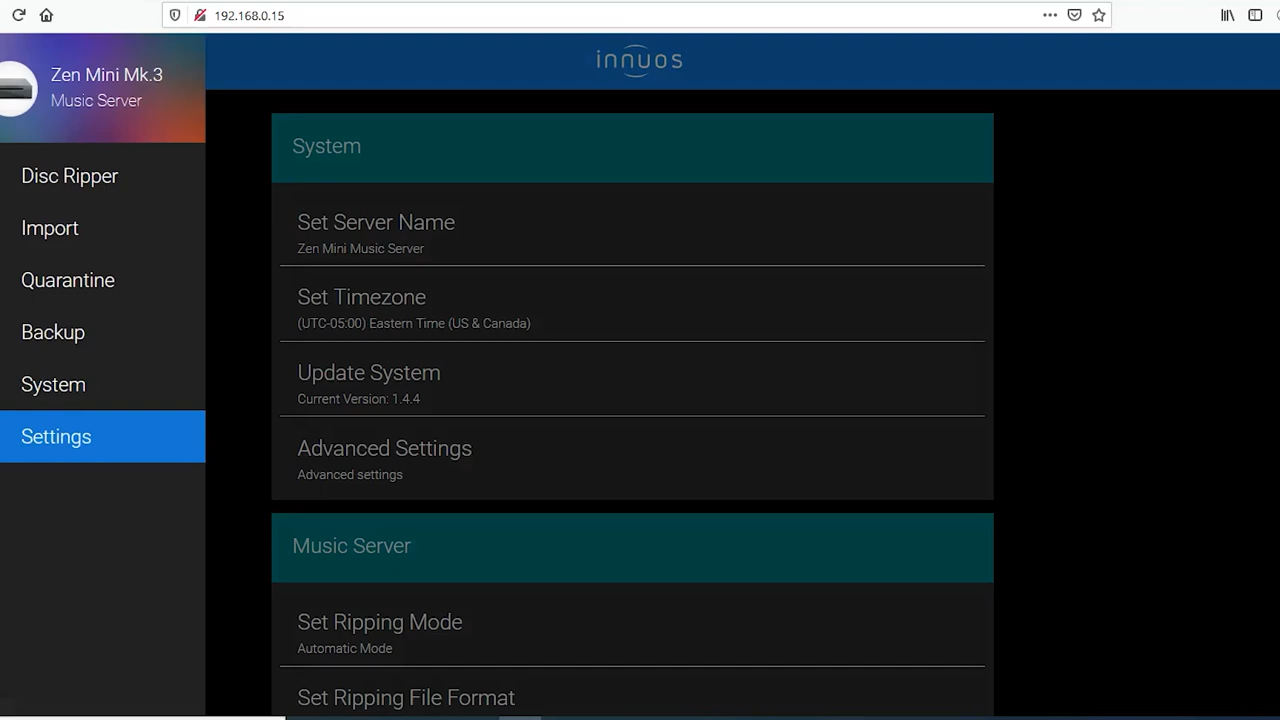 192.168.0.15
Zen Mini Mk.3
Music Server
innuos
Disc Ripper
Import
Quarantine
Backup
System
Settings
System
Set Server Name
Zen Mini Music Server
Set Timezone
(UTC-05:00) Eastern Time (US & Canada)
Update System
Current Version: 1.4.4
Advanced Settings
Advanced settings
Music Server
Set Ripping Mode
Automatic Mode
Set Ripping File Format